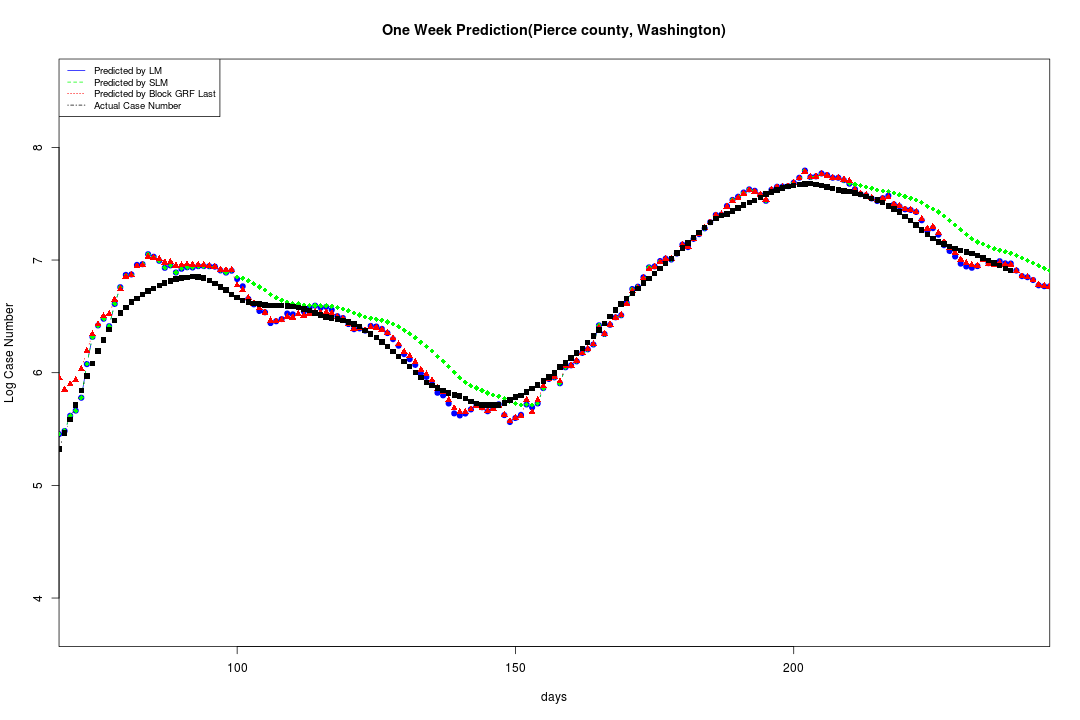 One Week Prediction(Pierce county, Washington)
Predicted by LM
Predicted by SLM
Predicted by Block GRF Last
Actual Case Number
8
7
6
5
4
Log Case Number
100 150 200
days